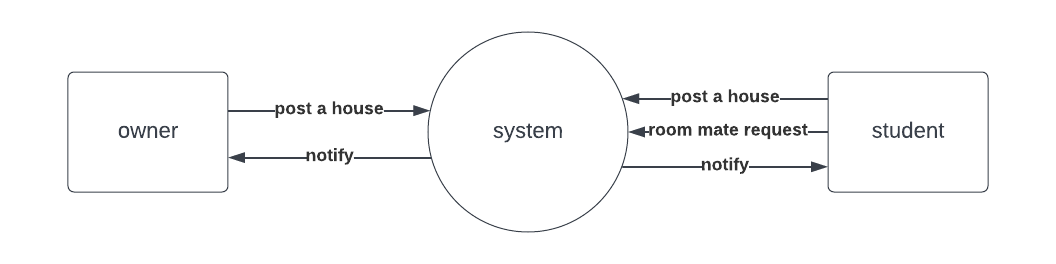 owner
post a house
notify
system
post a house
room mate request
notify
student